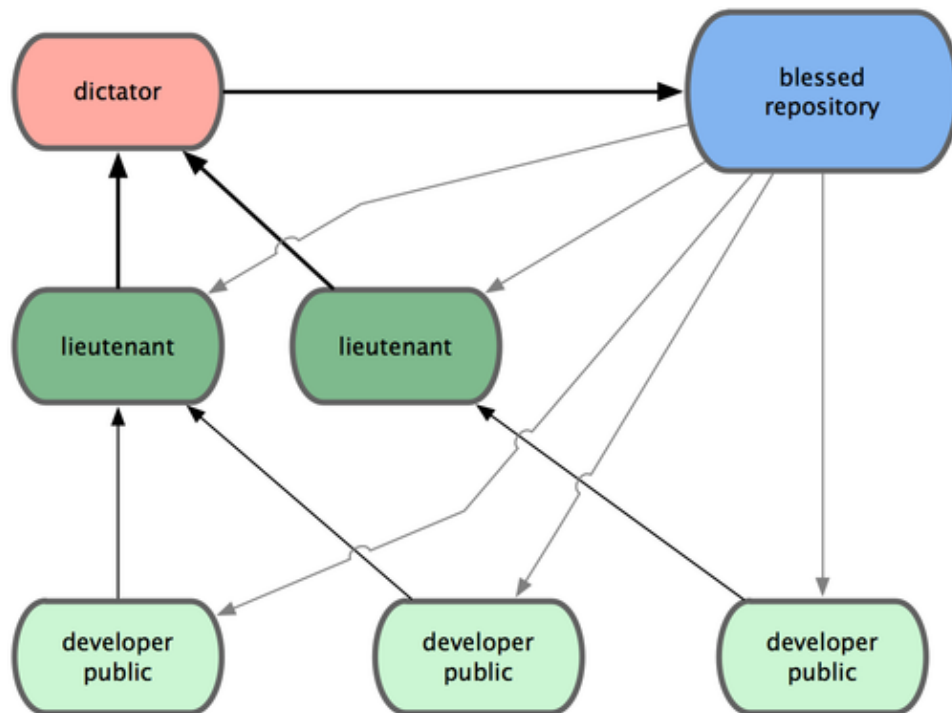 dictator
blessed
repository
lieutenant
lieutenant
developer
public
developer
public
developer
public